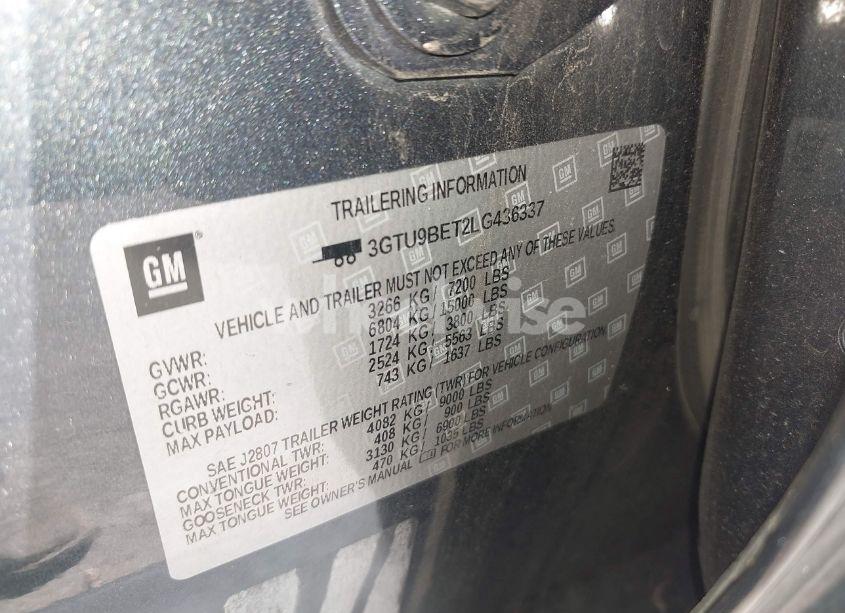 TRAILERING INFORMATION
GM®
3GTU9BET2LG436337
VEHICLE AND TRAILER MUST NOT EXCEED ANY OF THESE VALUES.
GVWR: 3266 KG / 7200 LBS
GCWR: 6804 KG / 15000 LBS
RGAWR: 1724 KG / 3800 LBS
CURB WEIGHT: 2524 KG / 5563 LBS
MAX PAYLOAD: 743 KG / 1637 LBS
SAE J2807 TRAILER WEIGHT RATING (TWR) FOR VEHICLE CONFIGURATION
CONVENTIONAL TWR: 4082 KG / 9000 LBS
MAX TONGUE WEIGHT: 408 KG / 900 LBS
GOOSENECK TWR: 3130 KG / 6900 LBS
MAX TONGUE WEIGHT: 470 KG / 1035 LBS
SEE OWNER'S MANUAL FOR MORE INFORMATION